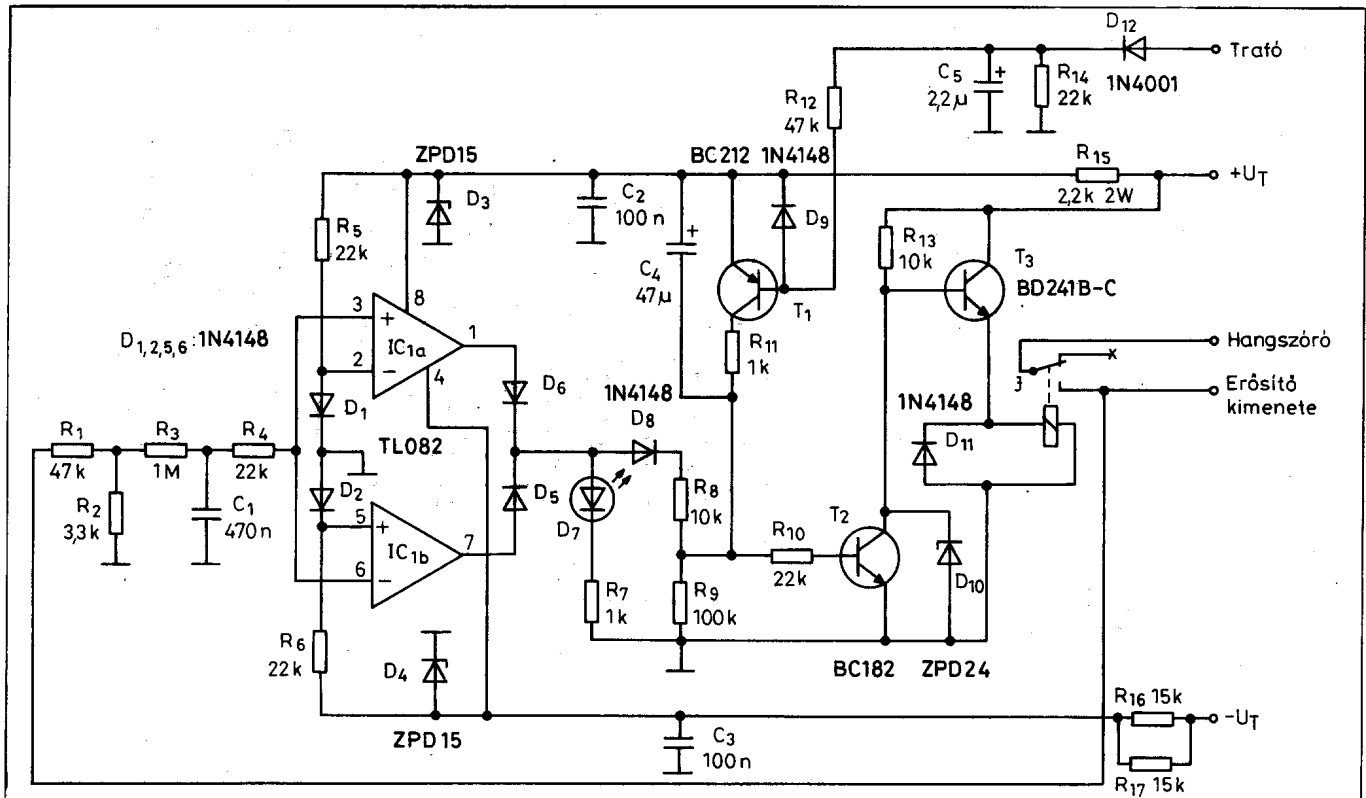 D12
Trafó
1N4001
C5
2,2µ
+
R14
22k
R12
47k
ZPD15
BC212
1N4148
R15
2,2k 2W
+UT
D3
C2
100n
D9
R5
22k
+
C4
47µ
R13
10k
T3
BD241B-C
T1
D1,2,5,6:1N4148
3
+
8
IC1a
1
2
−
4
R11
1k
Hangszóró
Erősítő
kimenete
D6
1N4148
D8
1N4148
D11
D1
TL082
R1
47k
R3
1M
R4
22k
R2
3,3k
C1
470n
D2
5
+
IC1b
7
6
−
D5
D7
R8
10k
R10
22k
T2
D10
R7
1k
R9
100k
R6
22k
D4
BC182
ZPD24
ZPD15
C3
100n
R16 15k
−UT
R17 15k